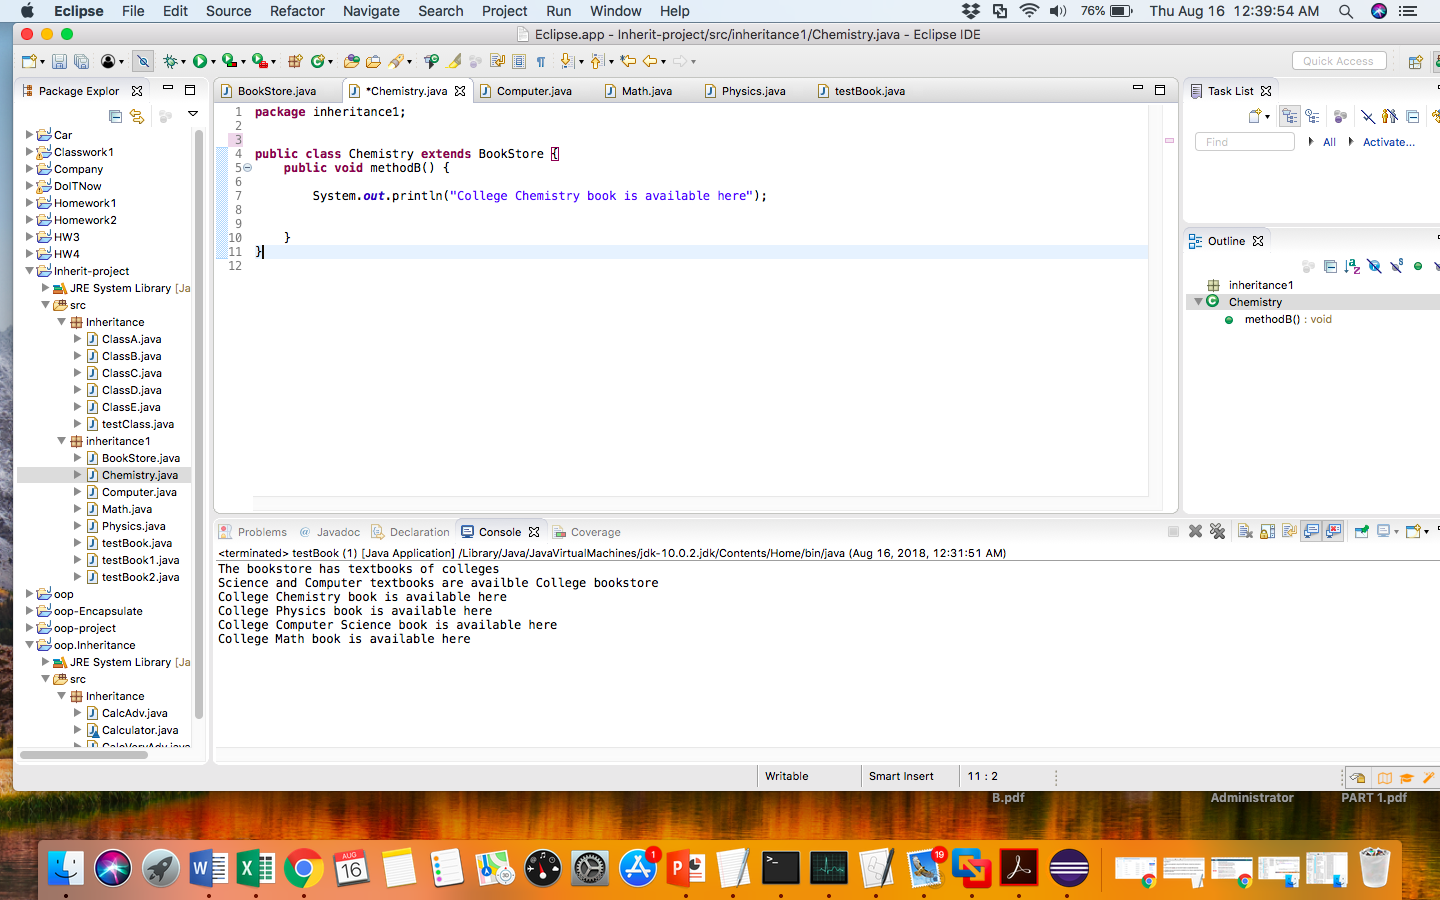 Eclipse File Edit Source Refactor Navigate Search Project Run Window Help 76% Thu Aug 16 12:39:54 AM
Eclipse.app - Inherit-project/src/inheritance1/Chemistry.java - Eclipse IDE
Quick Access
Package Explor
Car
Classwork1
Company
DoITNow
Homework1
Homework2
HW3
HW4
Inherit-project
JRE System Library [Ja
src
Inheritance
ClassA.java
ClassB.java
ClassC.java
ClassD.java
ClassE.java
testClass.java
inheritance1
BookStore.java
Chemistry.java
Computer.java
Math.java
Physics.java
testBook.java
testBook1.java
testBook2.java
oop
oop-Encapsulate
oop-project
oop.Inheritance
JRE System Library [Ja
src
Inheritance
CalcAdv.java
Calculator.java
CalcVeryAdv.java
BookStore.java *Chemistry.java Computer.java Math.java Physics.java testBook.java
1 package inheritance1;
2
3
4 public class Chemistry extends BookStore {
5 public void methodB() {
6
7 System.out.println("College Chemistry book is available here");
8
9
10 }
11 }
12
Task List
Find All Activate...
Outline
inheritance1
Chemistry
methodB() : void
Problems Javadoc Declaration Console Coverage
<terminated> testBook (1) [Java Application] /Library/Java/JavaVirtualMachines/jdk-10.0.2.jdk/Contents/Home/bin/java (Aug 16, 2018, 12:31:51 AM)
The bookstore has textbooks of colleges
Science and Computer textbooks are availble College bookstore
College Chemistry book is available here
College Physics book is available here
College Computer Science book is available here
College Math book is available here
Writable Smart Insert 11 : 2
B.pdf Administrator PART 1.pdf
AUG
16
1
19